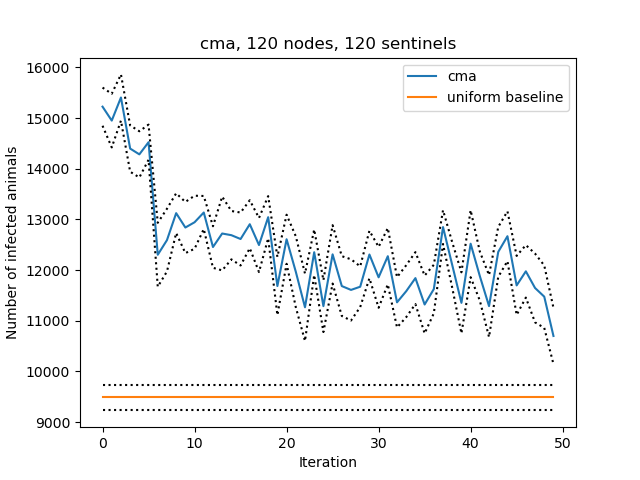 cma, 120 nodes, 120 sentinels
16000
15000
14000
13000
12000
11000
10000
9000
Number of infected animals
cma
uniform baseline
0
10
20
30
40
50
Iteration